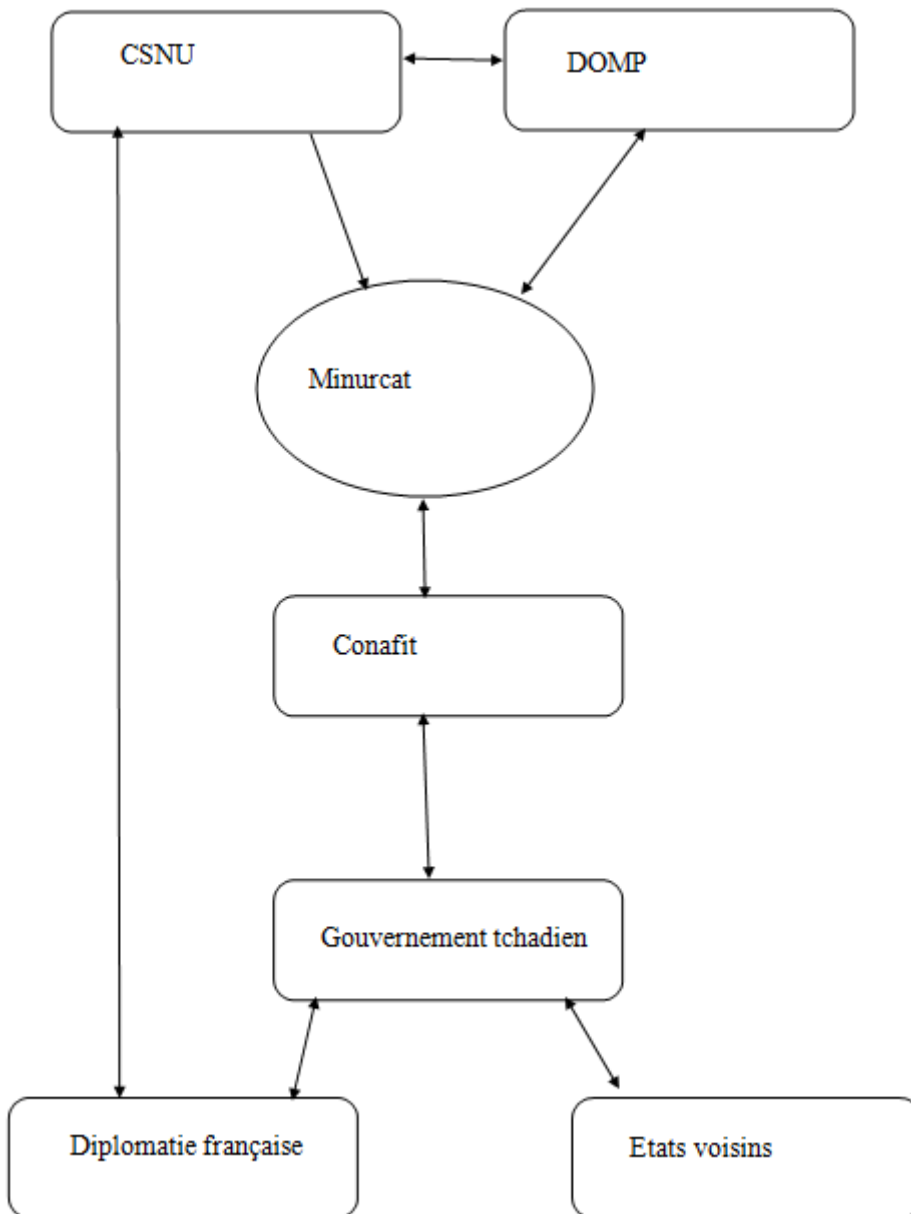 CSNU
DOMP
Minurcat
Conafit
Gouvernement tchadien
Diplomatie française
Etats voisins